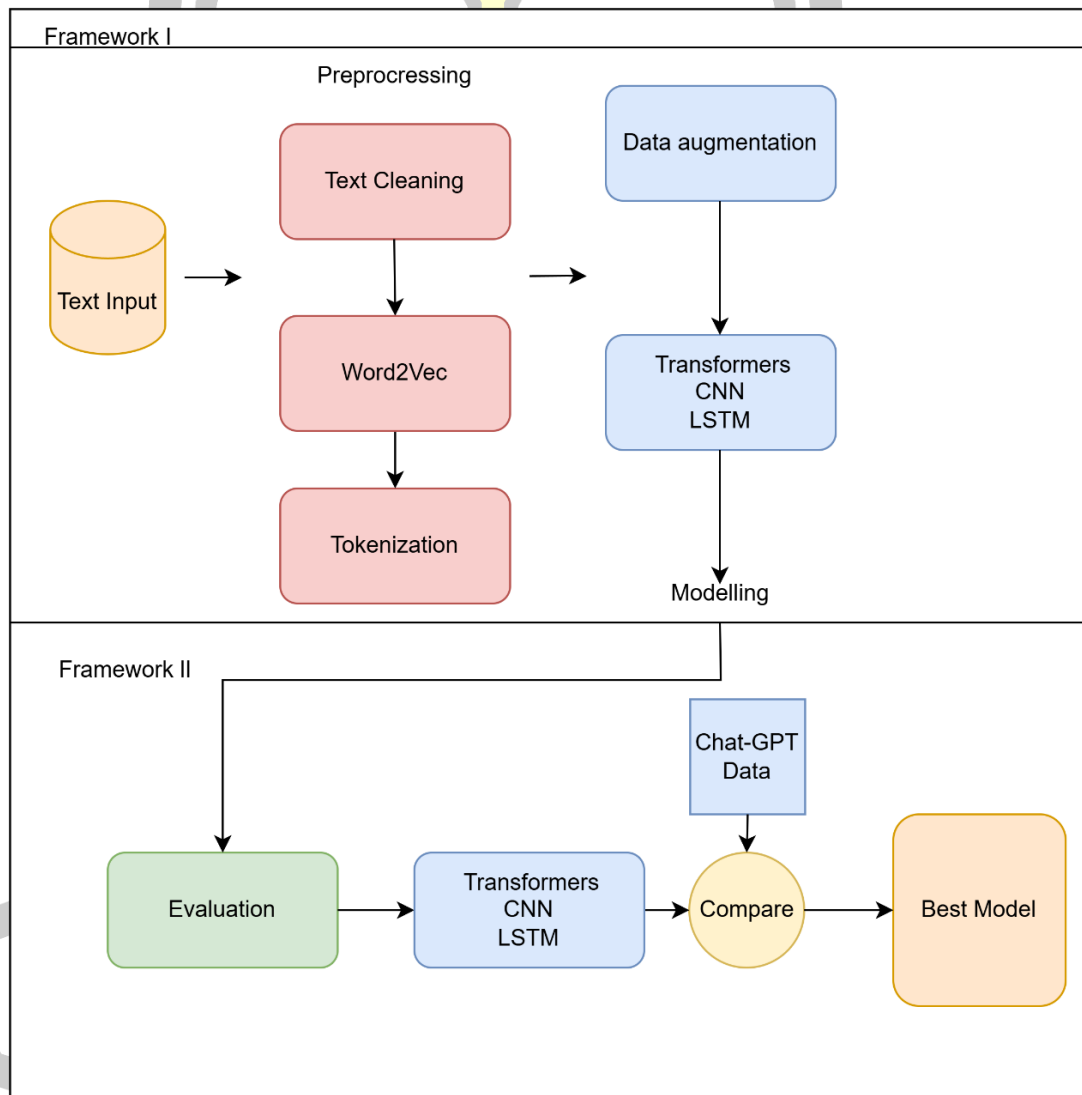 Framework I
Preprocressing
Text Input
Text Cleaning
Word2Vec
Tokenization
Data augmentation
Transformers
CNN
LSTM
Modelling
Framework II
Chat-GPT
Data
Evaluation
Transformers
CNN
LSTM
Compare
Best Model